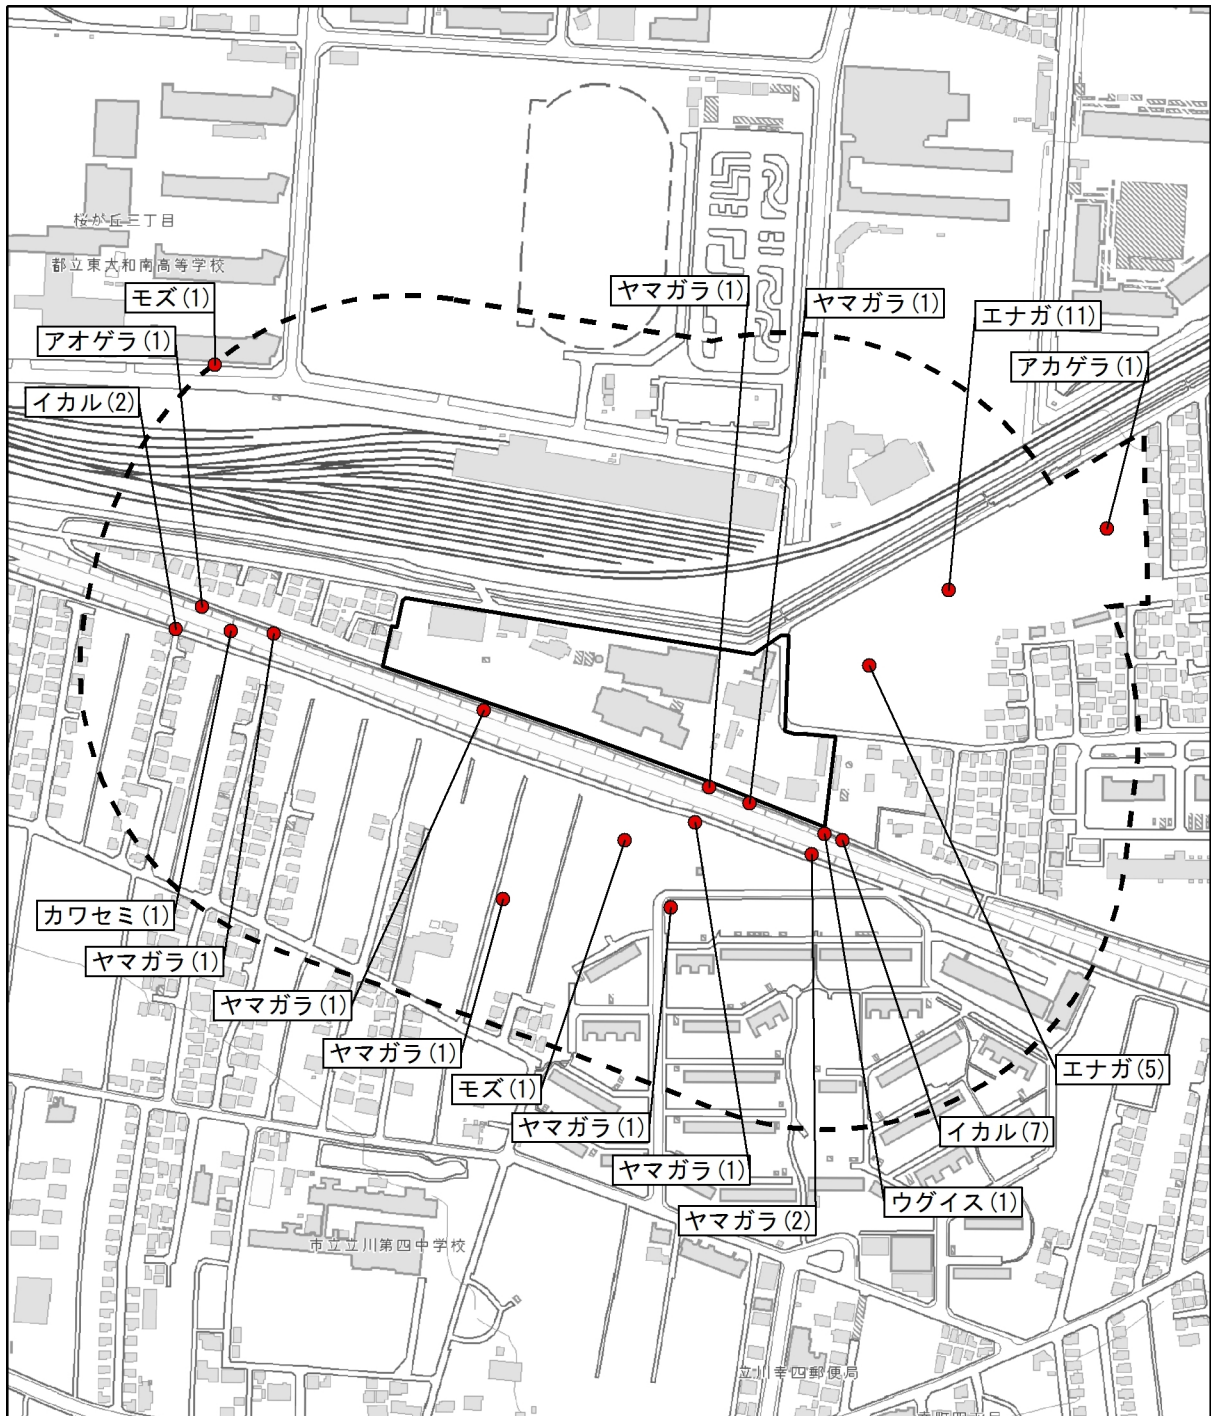 桜が丘三丁目
都立東大和南高等学校
モズ(1)
ヤマガラ(1)
ヤマガラ(1)
エナガ(11)
アオゲラ(1)
アカゲラ(1)
イカル(2)
カワセミ(1)
ヤマガラ(1)
ヤマガラ(1)
ヤマガラ(1)
モズ(1)
エナガ(5)
ヤマガラ(1)
イカル(7)
ヤマガラ(1)
ウグイス(1)
ヤマガラ(2)
市立立川第四中学校
立川幸四郵便局